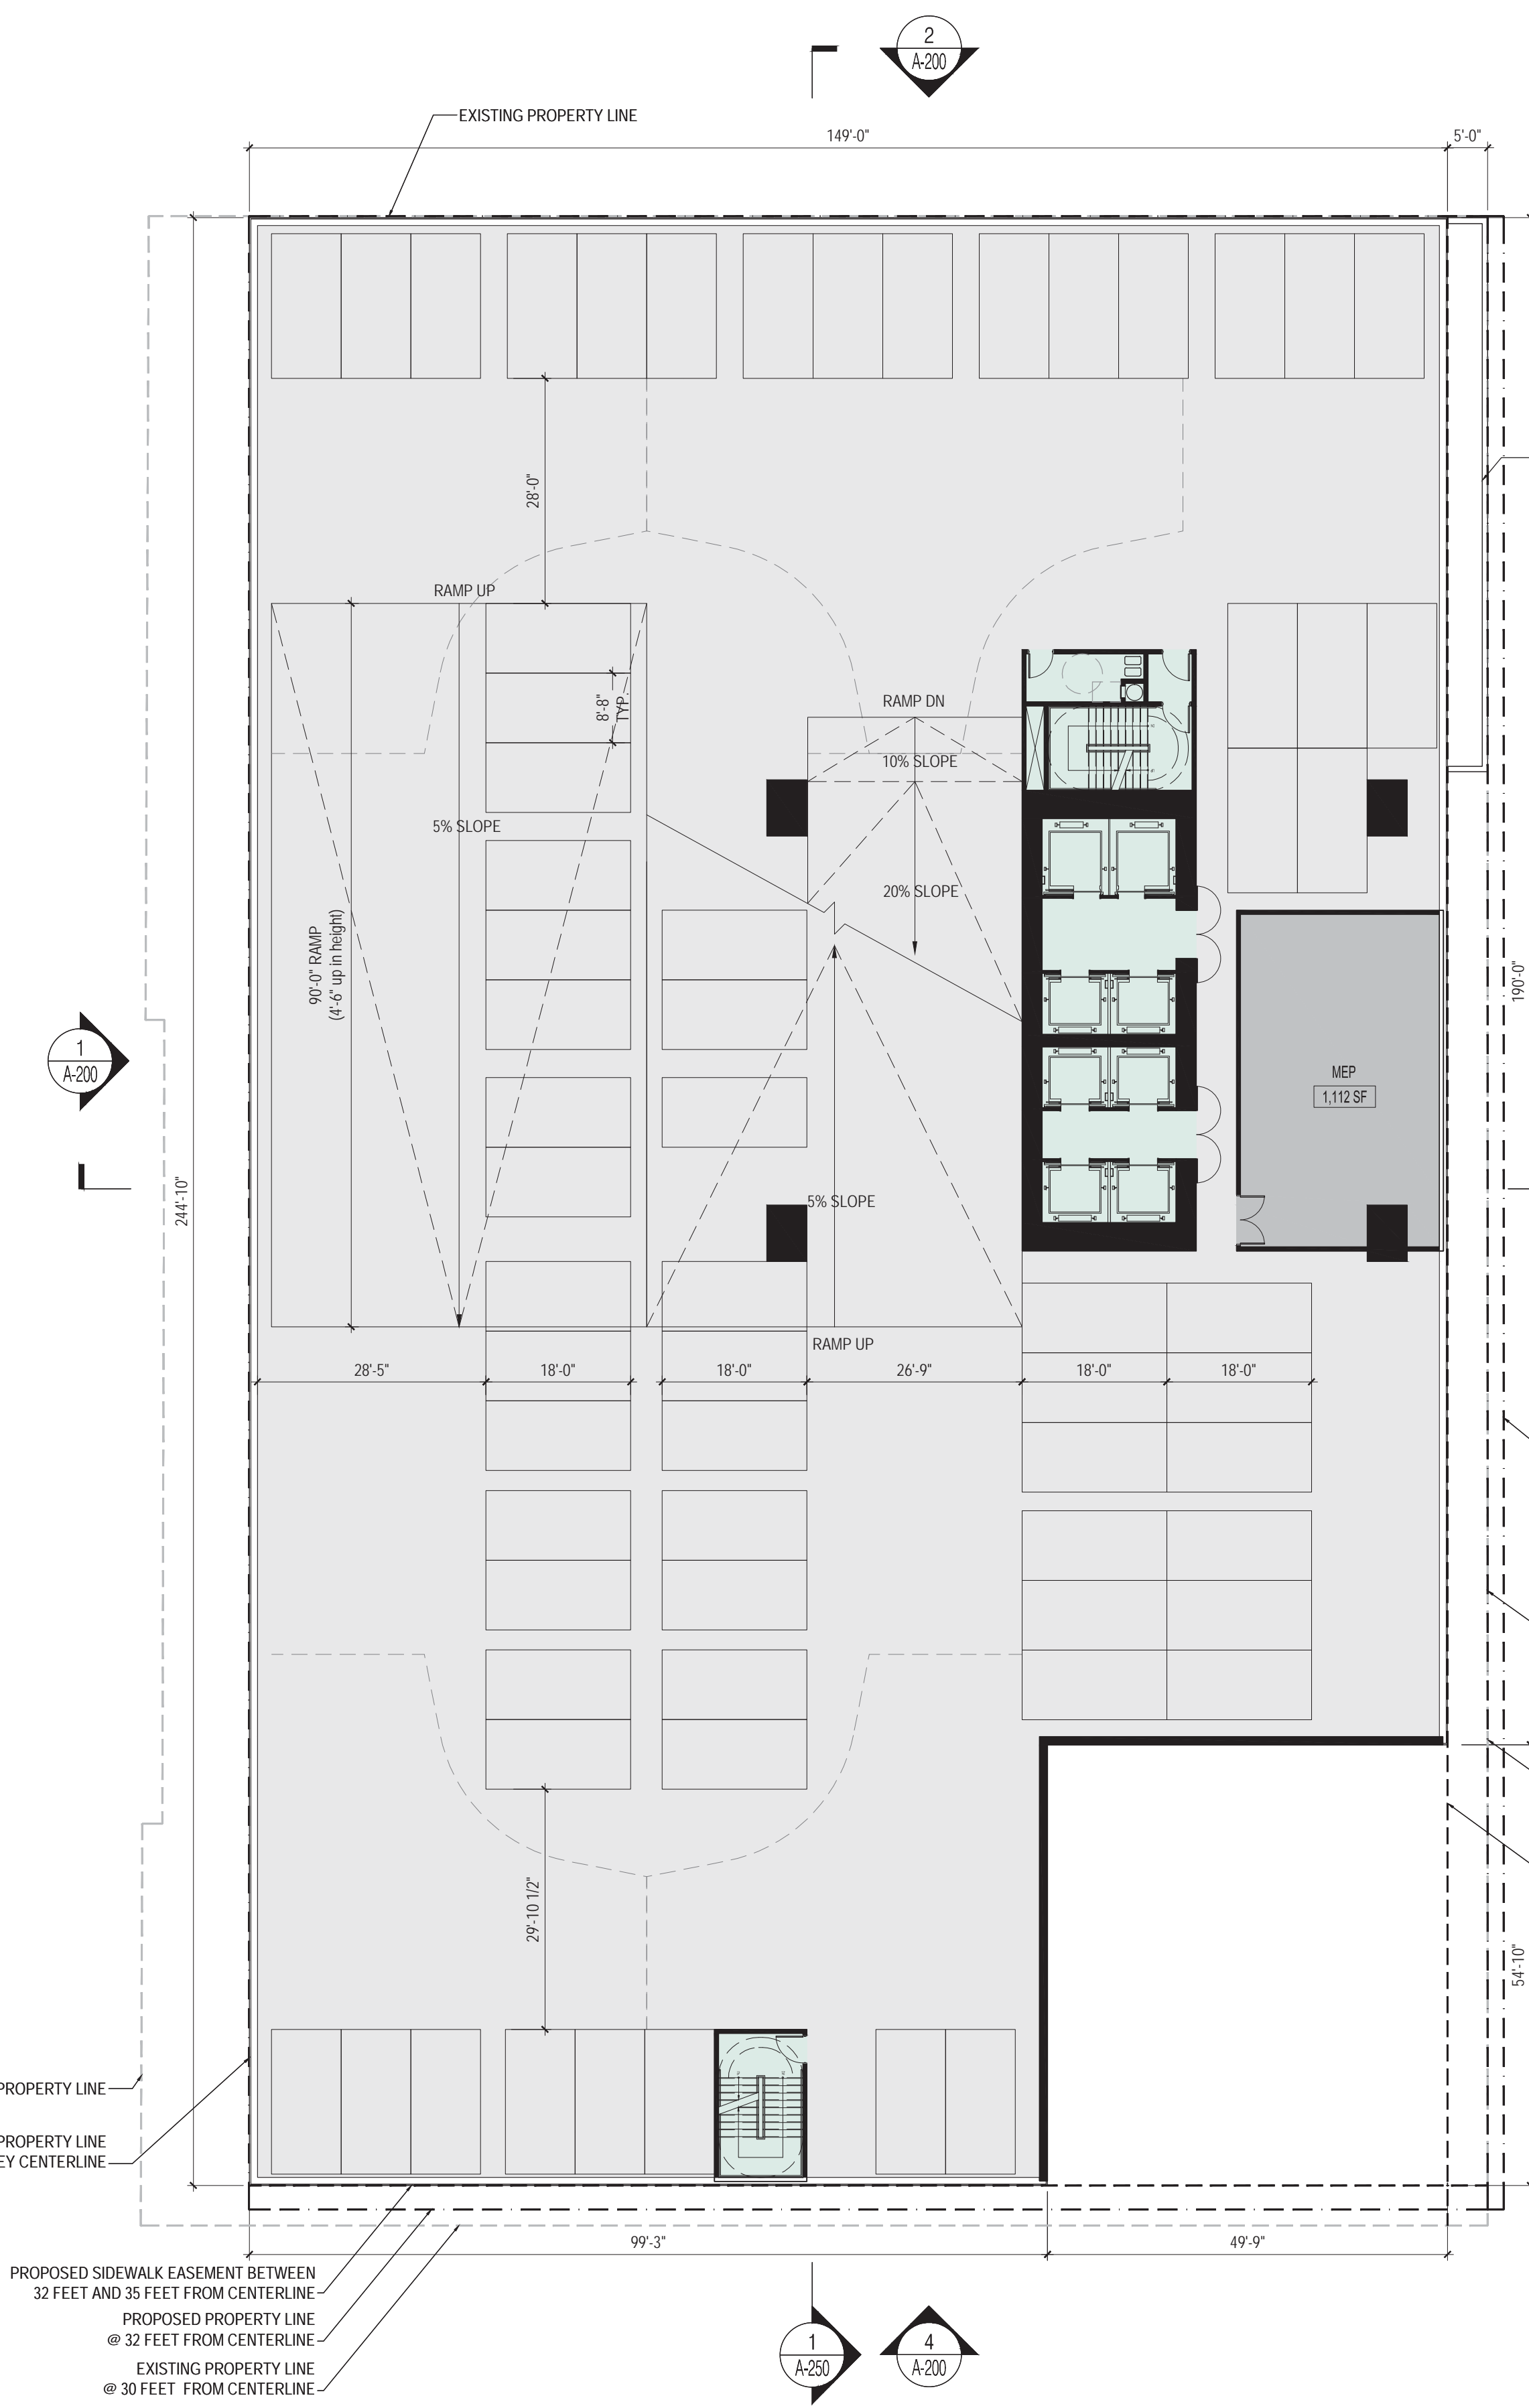 2
A-200
EXISTING PROPERTY LINE
149'-0"
5'-0"
28'-0"
RAMP UP
8'-8"
TYP.
RAMP DN
10% SLOPE
5% SLOPE
20% SLOPE
90'-0" RAMP
(4'-6" up in height)
190'-0"
1
A-200
MEP
1,112 SF
244'-10"
5% SLOPE
RAMP UP
28'-5"
18'-0"
18'-0"
26'-9"
18'-0"
18'-0"
29'-10 1/2"
54'-10"
PROPERTY LINE
PROPERTY LINE
EY CENTERLINE
99'-3"
49'-9"
PROPOSED SIDEWALK EASEMENT BETWEEN
32 FEET AND 35 FEET FROM CENTERLINE
PROPOSED PROPERTY LINE
@ 32 FEET FROM CENTERLINE
EXISTING PROPERTY LINE
@ 30 FEET FROM CENTERLINE
1
A-250
4
A-200